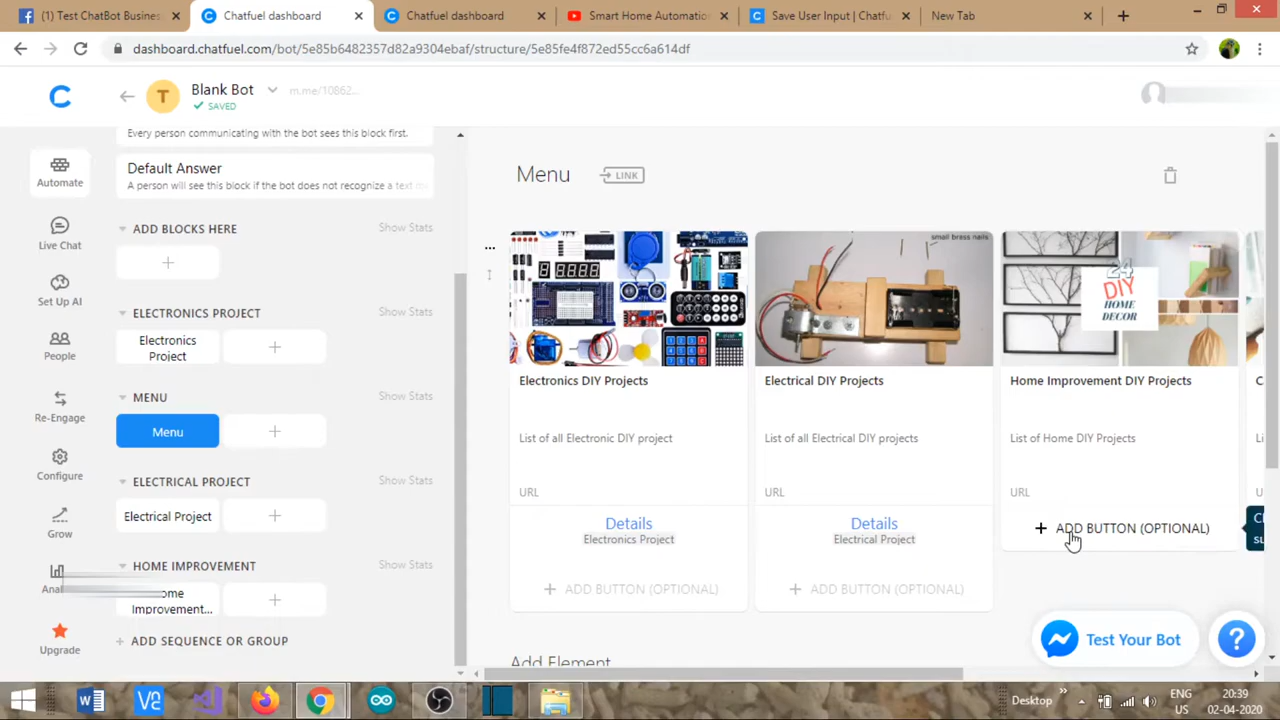 (1) Test ChatBot Busines
Chatfuel dashboard
Chatfuel dashboard
Smart Home Automatio
Save User Input | Chatfu
New Tab
dashboard.chatfuel.com/bot/5e85b6482357d82a9304ebaf/structure/5e85fe4f872ed55cc6a614df
T
Blank Bot
m.me/10862...
SAVED
Every person communicating with the bot sees this block first.
Default Answer
A person will see this block if the bot does not recognize a text me
Automate
Live Chat
Set Up AI
People
Re-Engage
Configure
Grow
Anal
Upgrade
ADD BLOCKS HERE
Show Stats
ELECTRONICS PROJECT
Show Stats
Electronics
Project
MENU
Show Stats
Menu
ELECTRICAL PROJECT
Show Stats
Electrical Project
HOME IMPROVEMENT
Show Stats
ome
Improvement...
ADD SEQUENCE OR GROUP
Menu
LINK
small brass nails
24
DIY
HOME
DECOR
Electronics DIY Projects
Electrical DIY Projects
Home Improvement DIY Projects
List of all Electronic DIY project
List of all Electrical DIY projects
List of Home DIY Projects
URL
URL
URL
Details
Electronics Project
Details
Electrical Project
ADD BUTTON (OPTIONAL)
ADD BUTTON (OPTIONAL)
ADD BUTTON (OPTIONAL)
Add Element
Test Your Bot
Desktop
ENG
US
20:39
02-04-2020